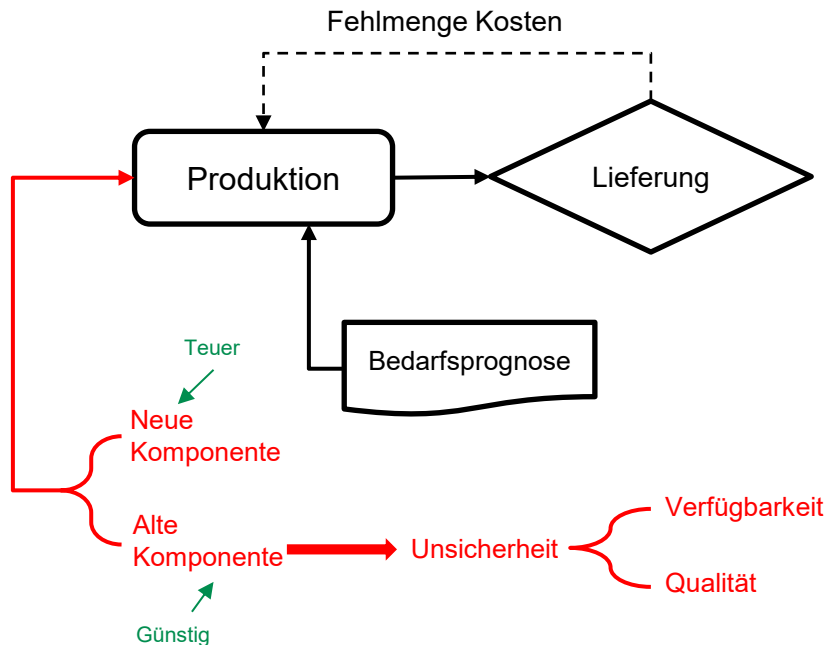 Fehlmenge Kosten
Produktion
Lieferung
Bedarfsprognose
Teuer
Neue
Komponente
Alte
Komponente
Günstig
Unsicherheit
Verfügbarkeit
Qualität